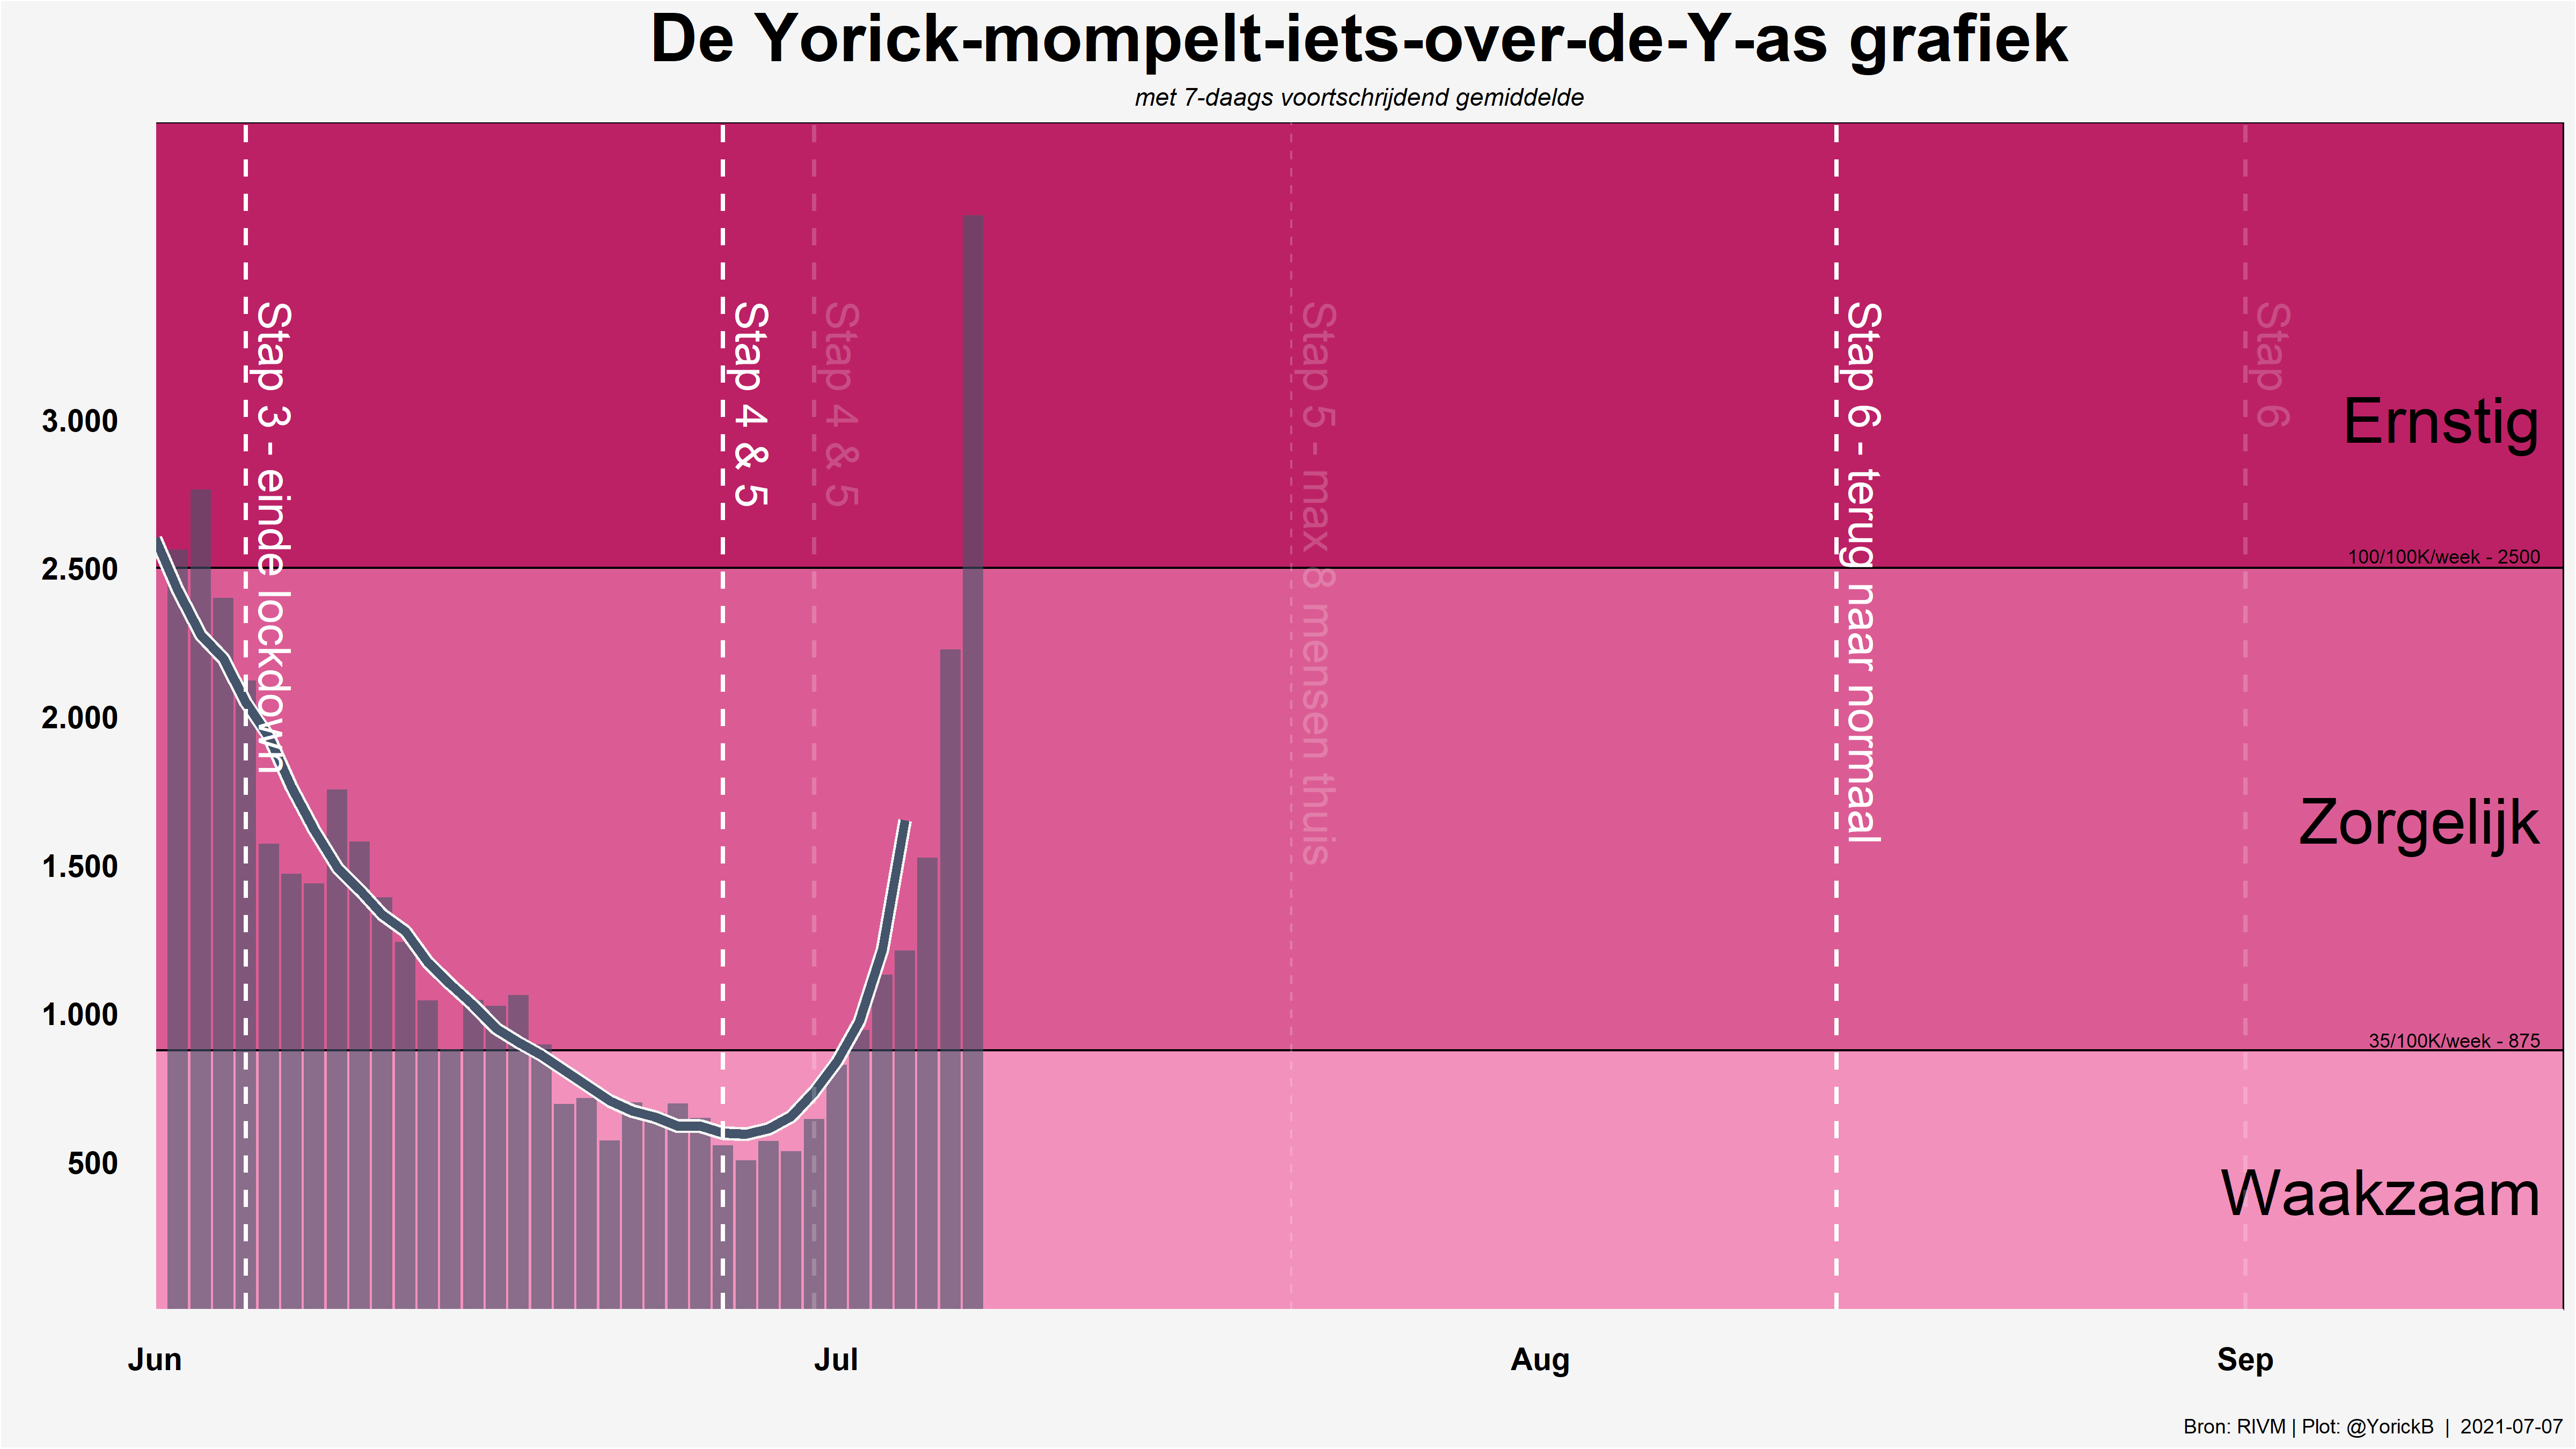 De Yorick-mompelt-iets-over-de-Y-as grafiek
met 7-daags voortschrijdend gemiddelde
Stap 3 - einde lockdown
Stap 4 & 5
Stap 4 & 5
Stap 5 - max 8 mensen thuis
Stap 6 - terug naar normaal
Stap 6
3.000
2.500
2.000
1.500
1.000
500
Ernstig
100/100K/week - 2500
Zorgelijk
35/100K/week - 875
Waakzaam
Jun
Jul
Aug
Sep
Bron: RIVM | Plot: @YorickB | 2021-07-07